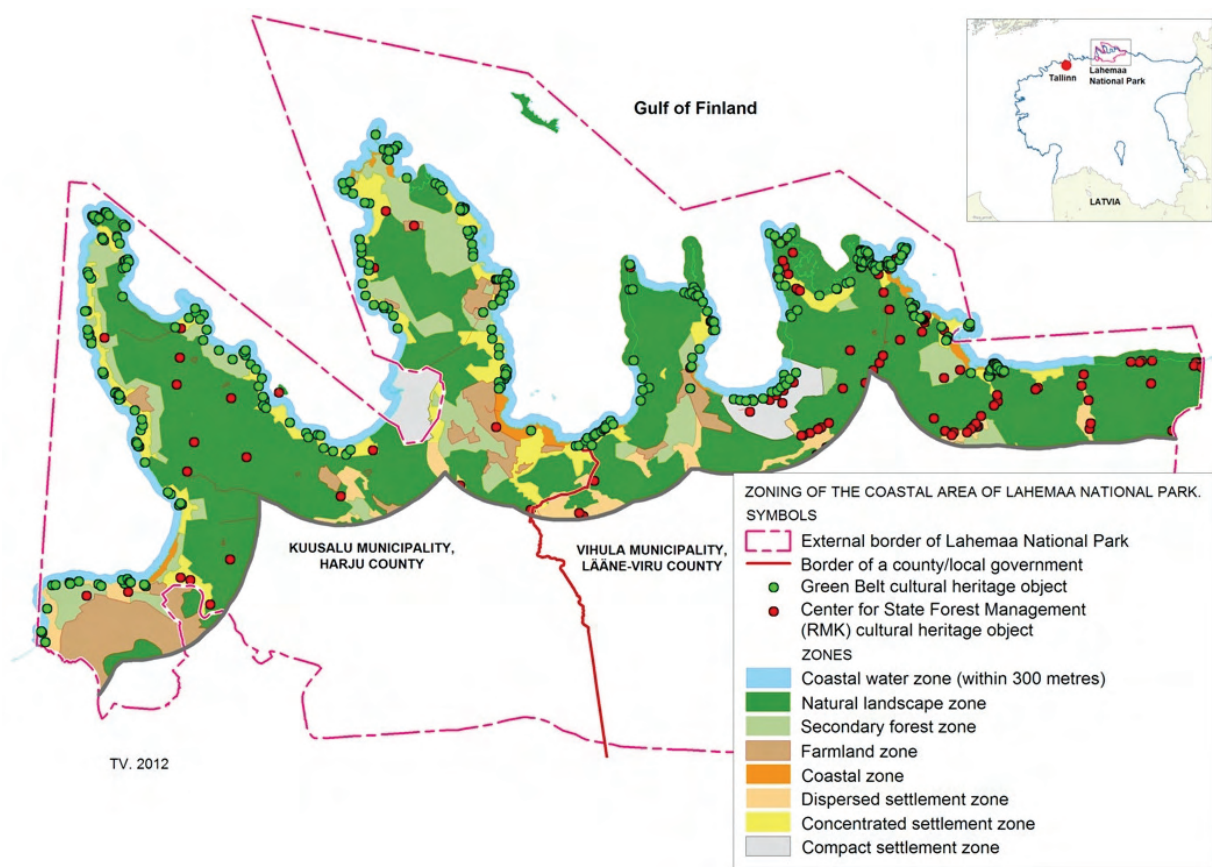 Gulf of Finland
Tallinn
Lahemaa
National Park
LATVIA
KUUSALU MUNICIPALITY,
HARJU COUNTY
VIHULA MUNICIPALITY,
LÄÄNE-VIRU COUNTY
TV. 2012
ZONING OF THE COASTAL AREA OF LAHEMAA NATIONAL PARK.
SYMBOLS
External border of Lahemaa National Park
Border of a county/local government
Green Belt cultural heritage object
Center for State Forest Management
(RMK) cultural heritage object
ZONES
Coastal water zone (within 300 metres)
Natural landscape zone
Secondary forest zone
Farmland zone
Coastal zone
Dispersed settlement zone
Concentrated settlement zone
Compact settlement zone